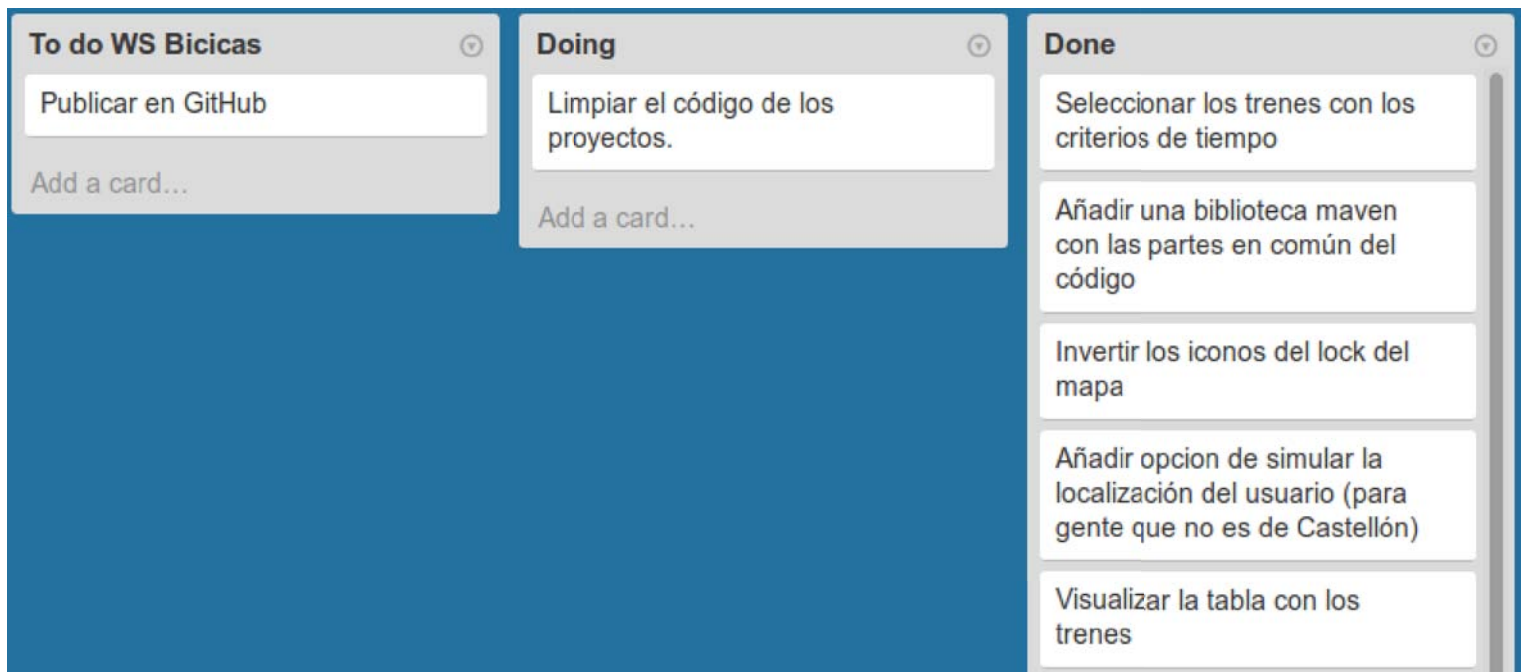 To do WS Bicicas
Publicar en GitHub
Add a card...
Doing
Limpiar el código de los
proyectos.
Add a card...
Done
Seleccionar los trenes con los
criterios de tiempo
Añadir una biblioteca maven
con las partes en común del
código
Invertir los iconos del lock del
mapa
Añadir opcion de simular la
localización del usuario (para
gente que no es de Castellón)
Visualizar la tabla con los
trenes